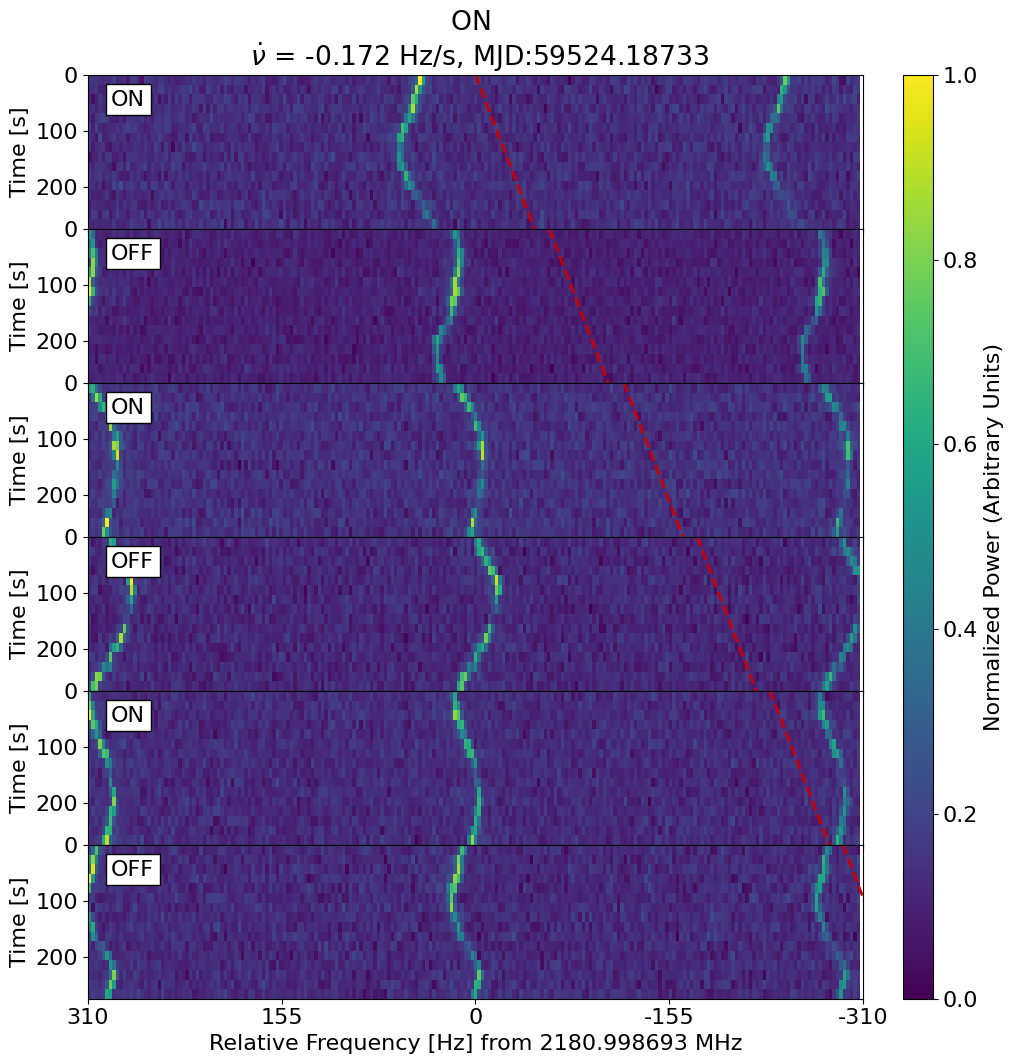 ON
ν̇ = -0.172 Hz/s, MJD:59524.18733
0
ON
100
Time [s]
200
0
OFF
100
Time [s]
200
0
ON
100
Time [s]
200
0
OFF
100
Time [s]
200
0
ON
100
Time [s]
200
0
OFF
100
Time [s]
200
310 155 0 -155 -310
Relative Frequency [Hz] from 2180.998693 MHz
1.0
0.8
0.6
0.4
0.2
0.0
Normalized Power (Arbitrary Units)